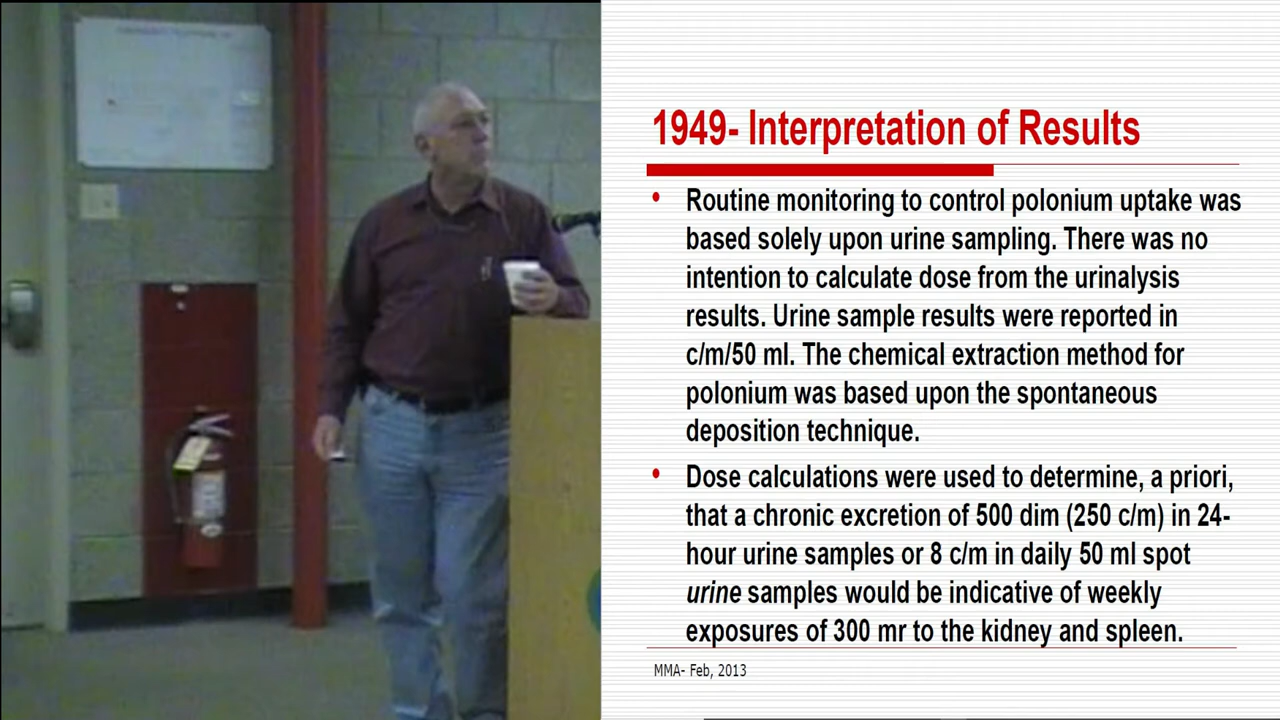 1949- Interpretation of Results
• Routine monitoring to control polonium uptake was
based solely upon urine sampling. There was no
intention to calculate dose from the urinalysis
results. Urine sample results were reported in
c/m/50 ml. The chemical extraction method for
polonium was based upon the spontaneous
deposition technique.
• Dose calculations were used to determine, a priori,
that a chronic excretion of 500 dim (250 c/m) in 24-
hour urine samples or 8 c/m in daily 50 ml spot
urine samples would be indicative of weekly
exposures of 300 mr to the kidney and spleen.
MMA- Feb, 2013